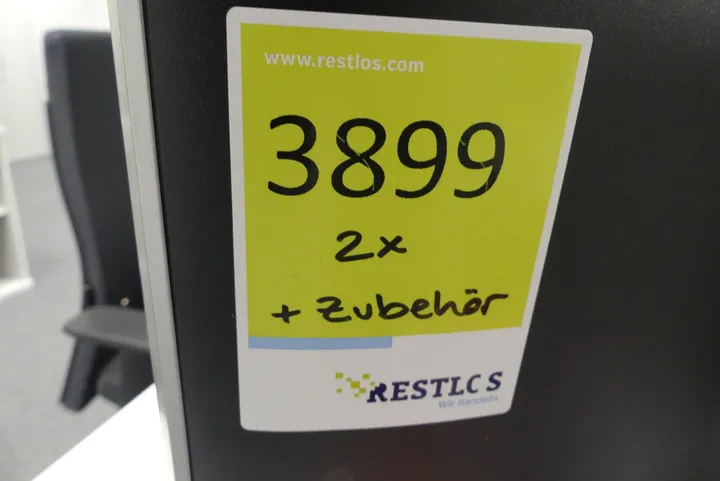 www.restlos.com
3899
2x
+ Zubehör
RESTLOS
Wir handeln.